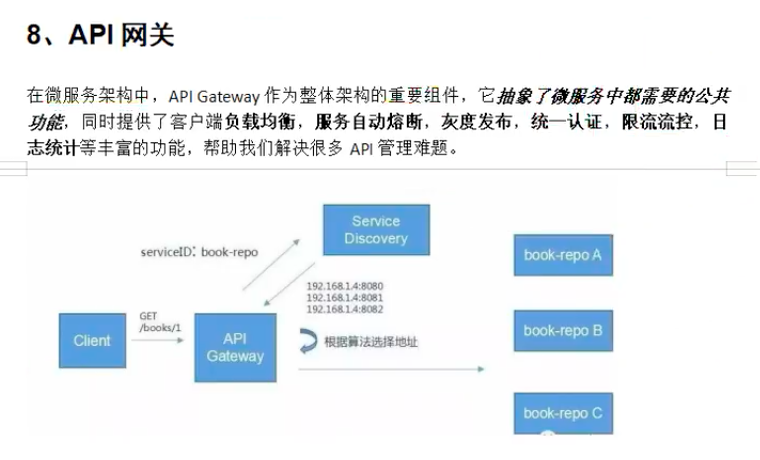 8、API 网关
在微服务架构中，API Gateway 作为整体架构的重要组件，它抽象了微服务中都需要的公共
功能，同时提供了客户端负载均衡，服务自动熔断，灰度发布，统一认证，限流流控，日
志统计等丰富的功能，帮助我们解决很多 API 管理难题。
Service
Discovery
serviceID：book-repo
book-repo A
192.168.1.4:8080
192.168.1.4:8081
192.168.1.4:8082
GET
/books/1
Client
API
Gateway
根据算法选择地址
book-repo B
book-repo C